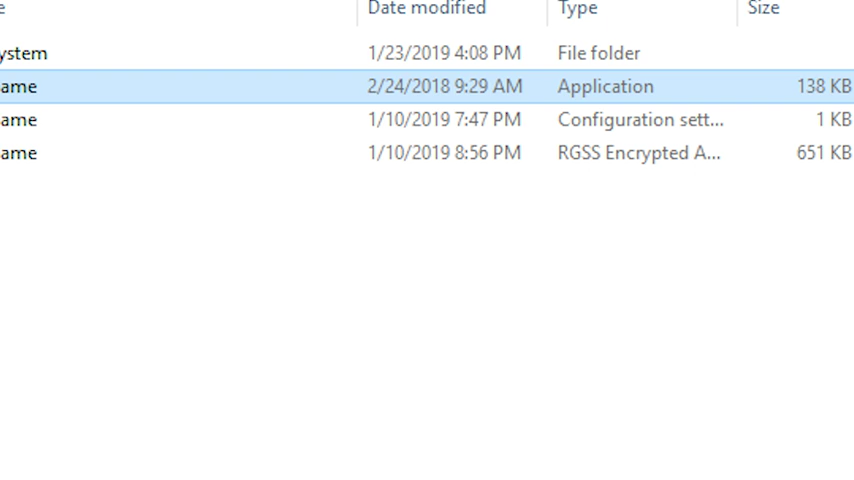 e Date modified Type Size
ystem 1/23/2019 4:08 PM File folder
ame 2/24/2018 9:29 AM Application 138 KB
ame 1/10/2019 7:47 PM Configuration sett... 1 KB
ame 1/10/2019 8:56 PM RGSS Encrypted A... 651 KB